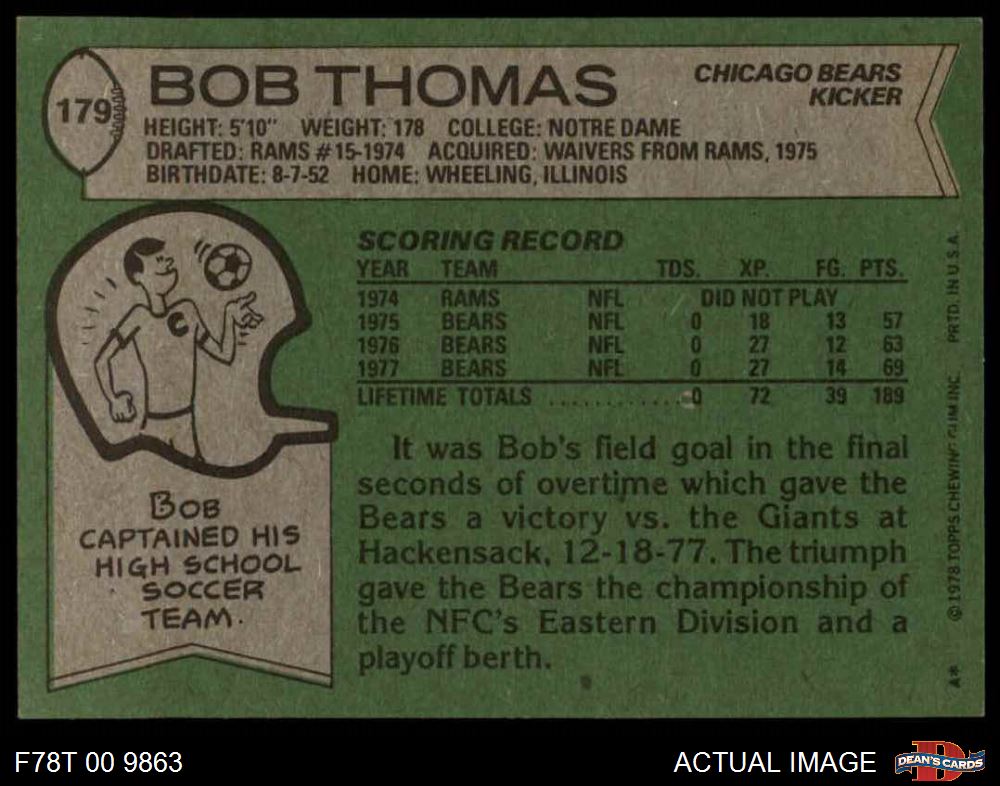 179
BOB THOMAS
CHICAGO BEARS
KICKER
HEIGHT: 5'10" WEIGHT: 178 COLLEGE: NOTRE DAME
DRAFTED: RAMS #15-1974 ACQUIRED: WAIVERS FROM RAMS, 1975
BIRTHDATE: 8-7-52 HOME: WHEELING, ILLINOIS
C
BOB
CAPTAINED HIS
HIGH SCHOOL
SOCCER
TEAM.
SCORING RECORD
YEAR TEAM TDS. XP. FG. PTS.
1974 RAMS NFL DID NOT PLAY
1975 BEARS NFL 0 18 13 57
1976 BEARS NFL 0 27 12 63
1977 BEARS NFL 0 27 14 69
LIFETIME TOTALS ........... 0 72 39 189
It was Bob's field goal in the final
seconds of overtime which gave the
Bears a victory vs. the Giants at
Hackensack, 12-18-77. The triumph
gave the Bears the championship of
the NFC's Eastern Division and a
playoff berth.
A* © 1978 TOPPS CHEWING GUM INC. PRTD. IN U.S.A.
F78T 00 9863
ACTUAL IMAGE
D
DEAN'S CARDS